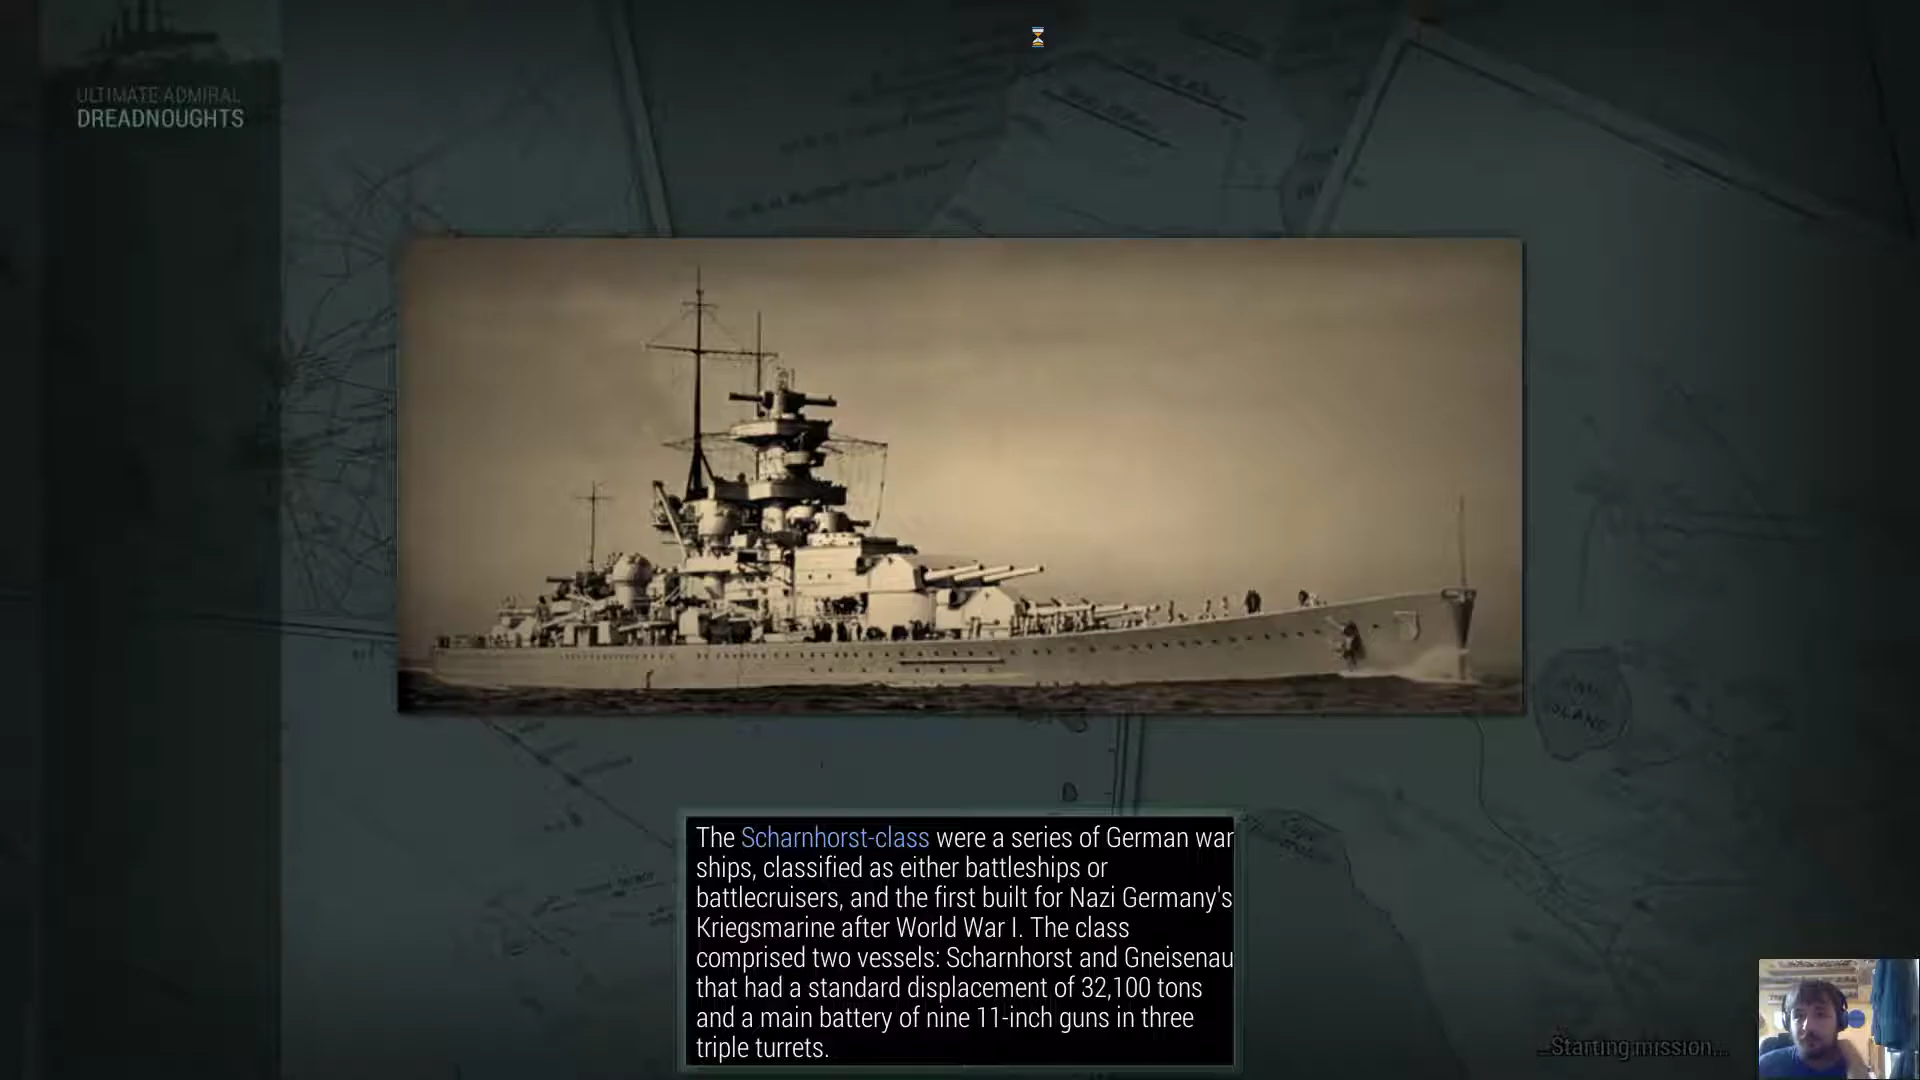 ULTIMATE ADMIRAL
DREADNOUGHTS
The Scharnhorst-class were a series of German war
ships, classified as either battleships or
battlecruisers, and the first built for Nazi Germany's
Kriegsmarine after World War I. The class
comprised two vessels: Scharnhorst and Gneisenau
that had a standard displacement of 32,100 tons
and a main battery of nine 11-inch guns in three
triple turrets.
...Starting mission...